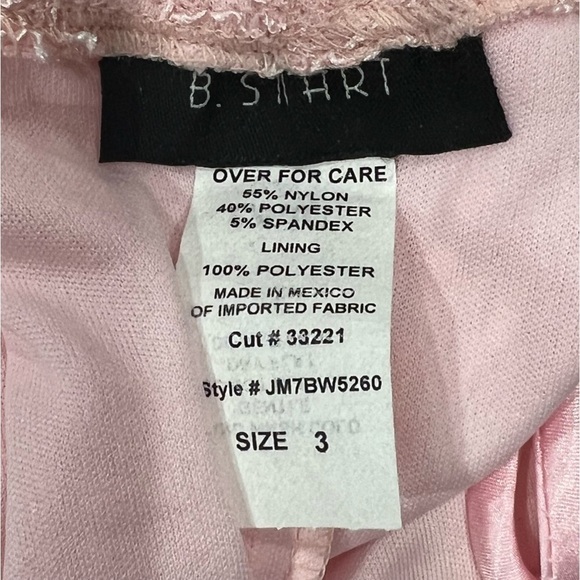 B. SMART
OVER FOR CARE
55% NYLON
40% POLYESTER
5% SPANDEX
LINING
100% POLYESTER
MADE IN MEXICO
OF IMPORTED FABRIC
Cut # 33221
Style # JM7BW5260
SIZE 3